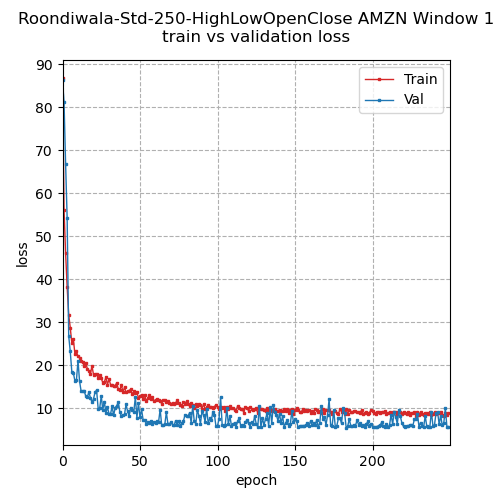 Roondiwala-Std-250-HighLowOpenClose AMZN Window 1
train vs validation loss
Train
Val
90
80
70
60
50
40
30
20
10
loss
0
50
100
150
200
epoch